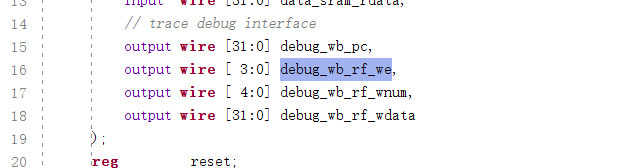 13 input wire [31:0] data_sram_rdata,
14 // trace debug interface
15 output wire [31:0] debug_wb_pc,
16 output wire [ 3:0] debug_wb_rf_we,
17 output wire [ 4:0] debug_wb_rf_wnum,
18 output wire [31:0] debug_wb_rf_wdata
19 );
20 reg reset;